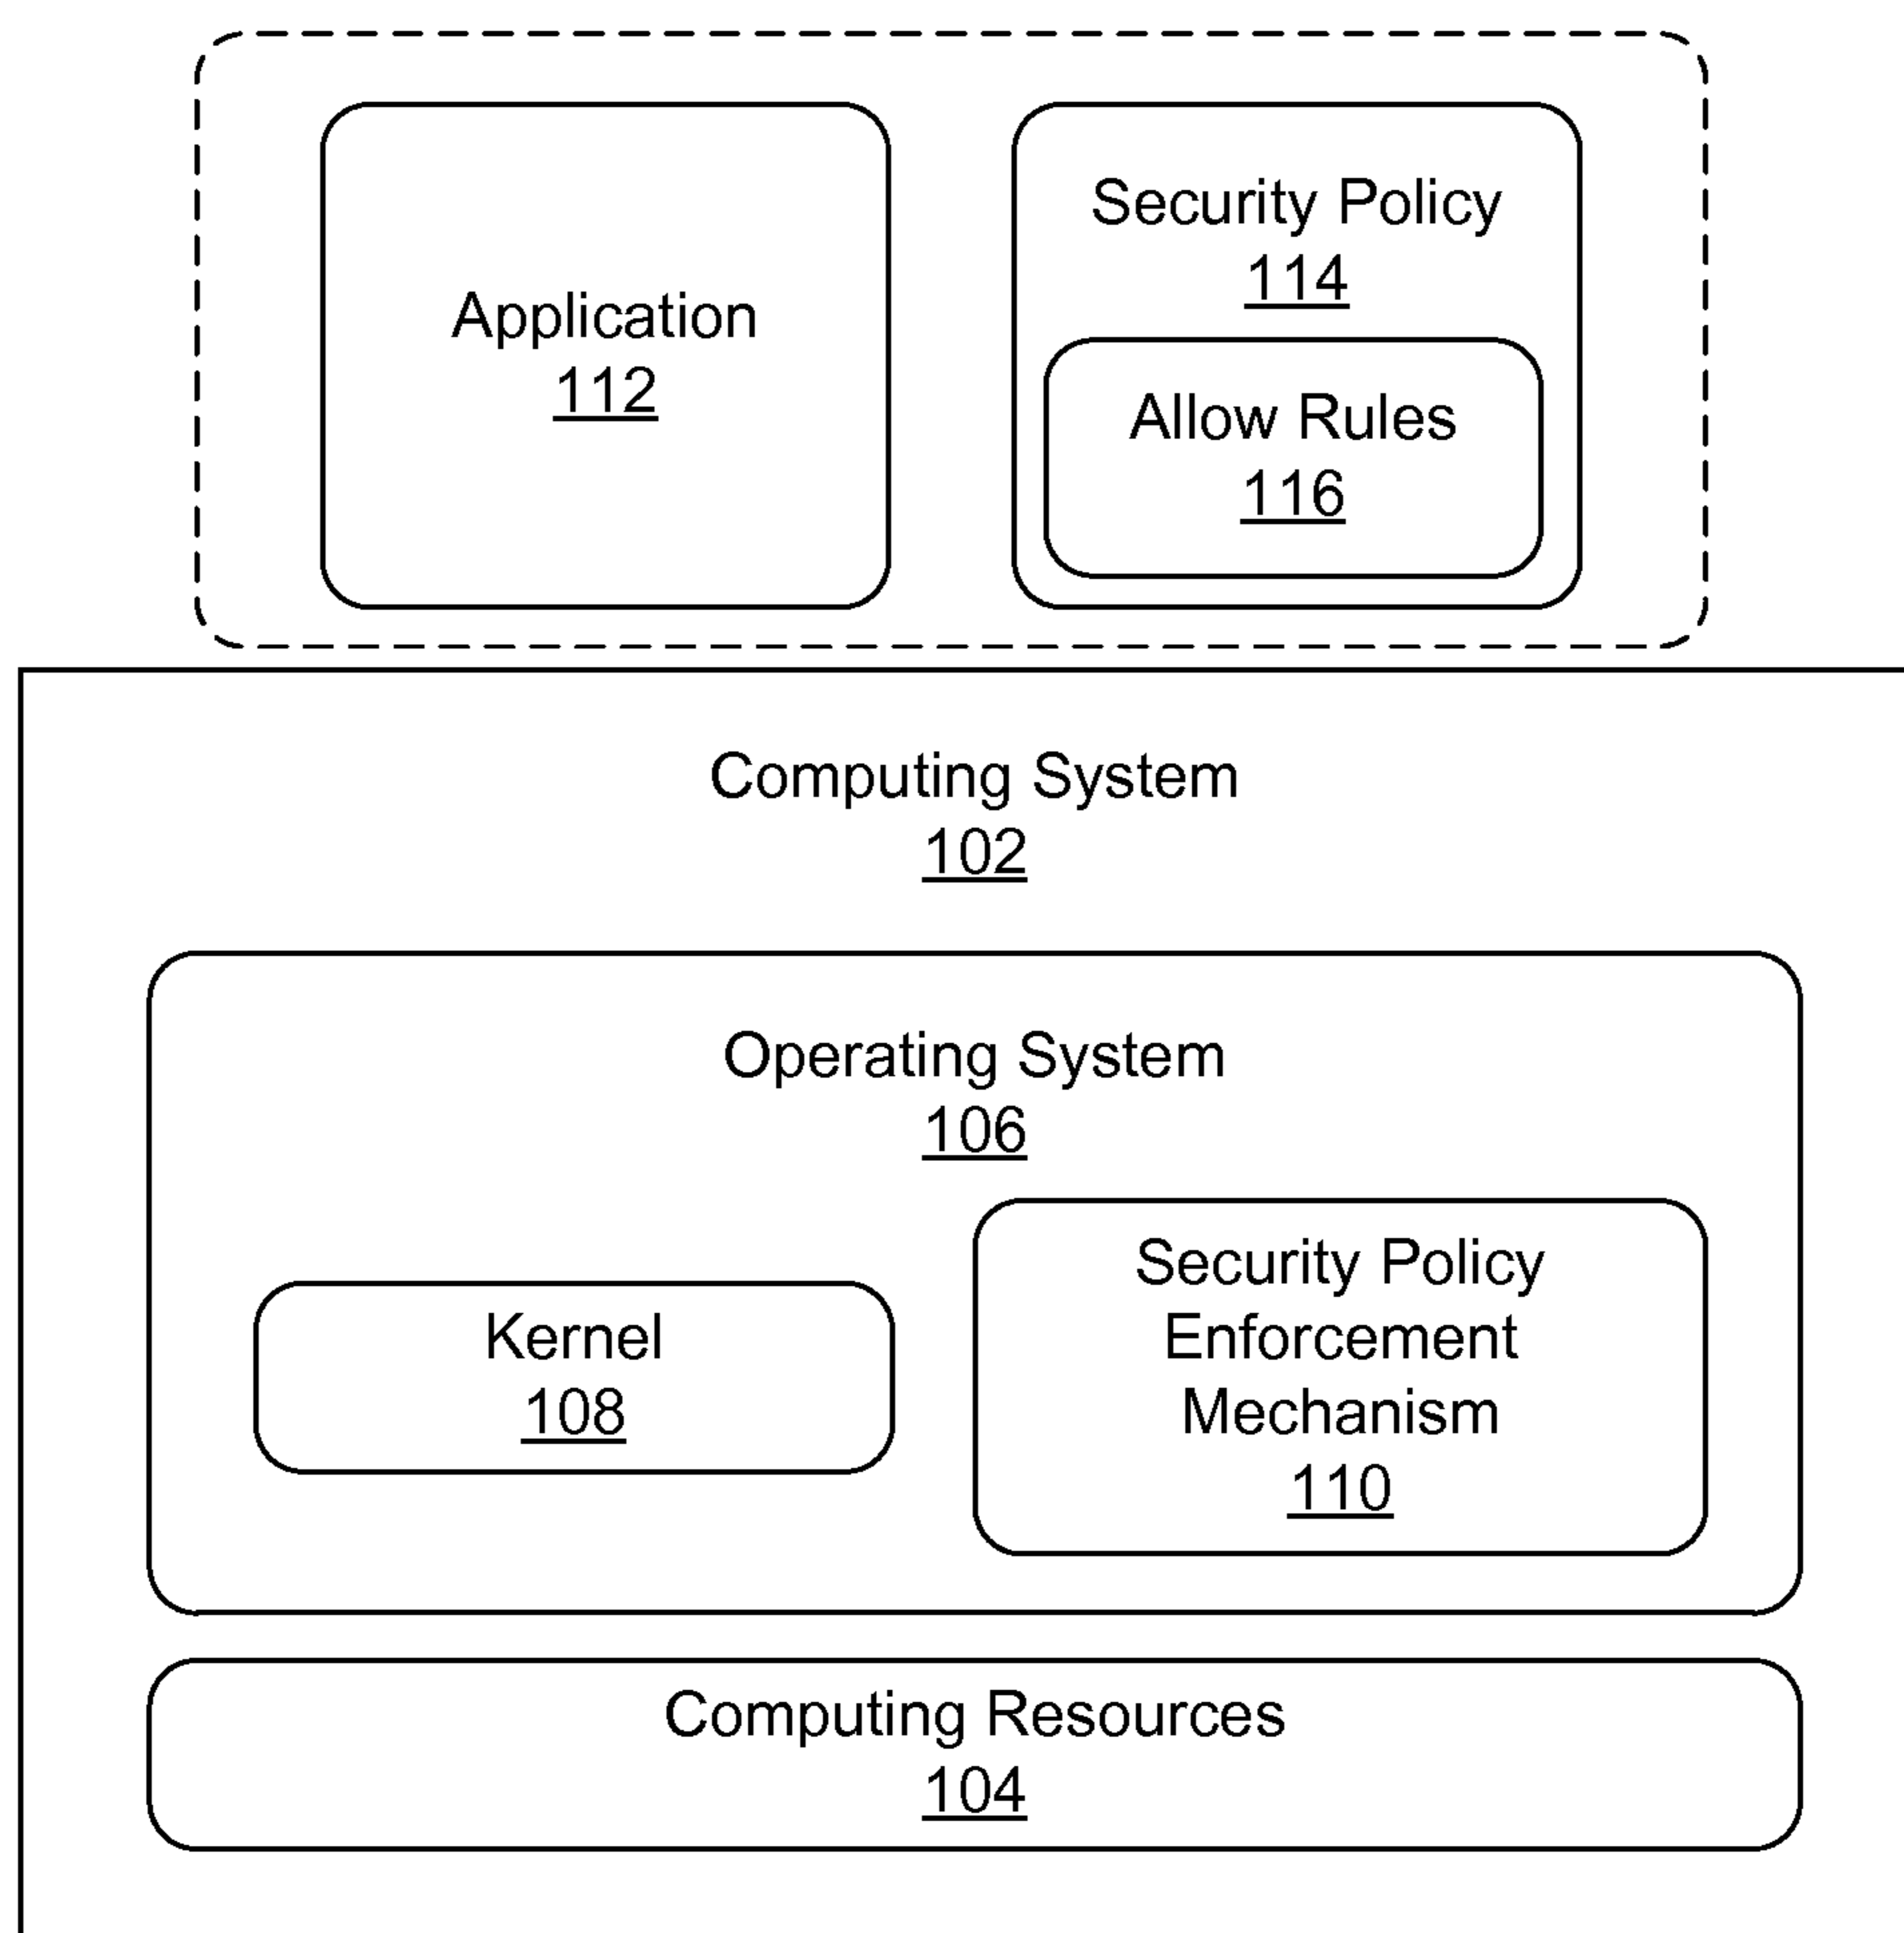 Application
112
Security Policy
114
Allow Rules
116
Computing System
102
Operating System
106
Kernel
108
Security Policy
Enforcement
Mechanism
110
Computing Resources
104